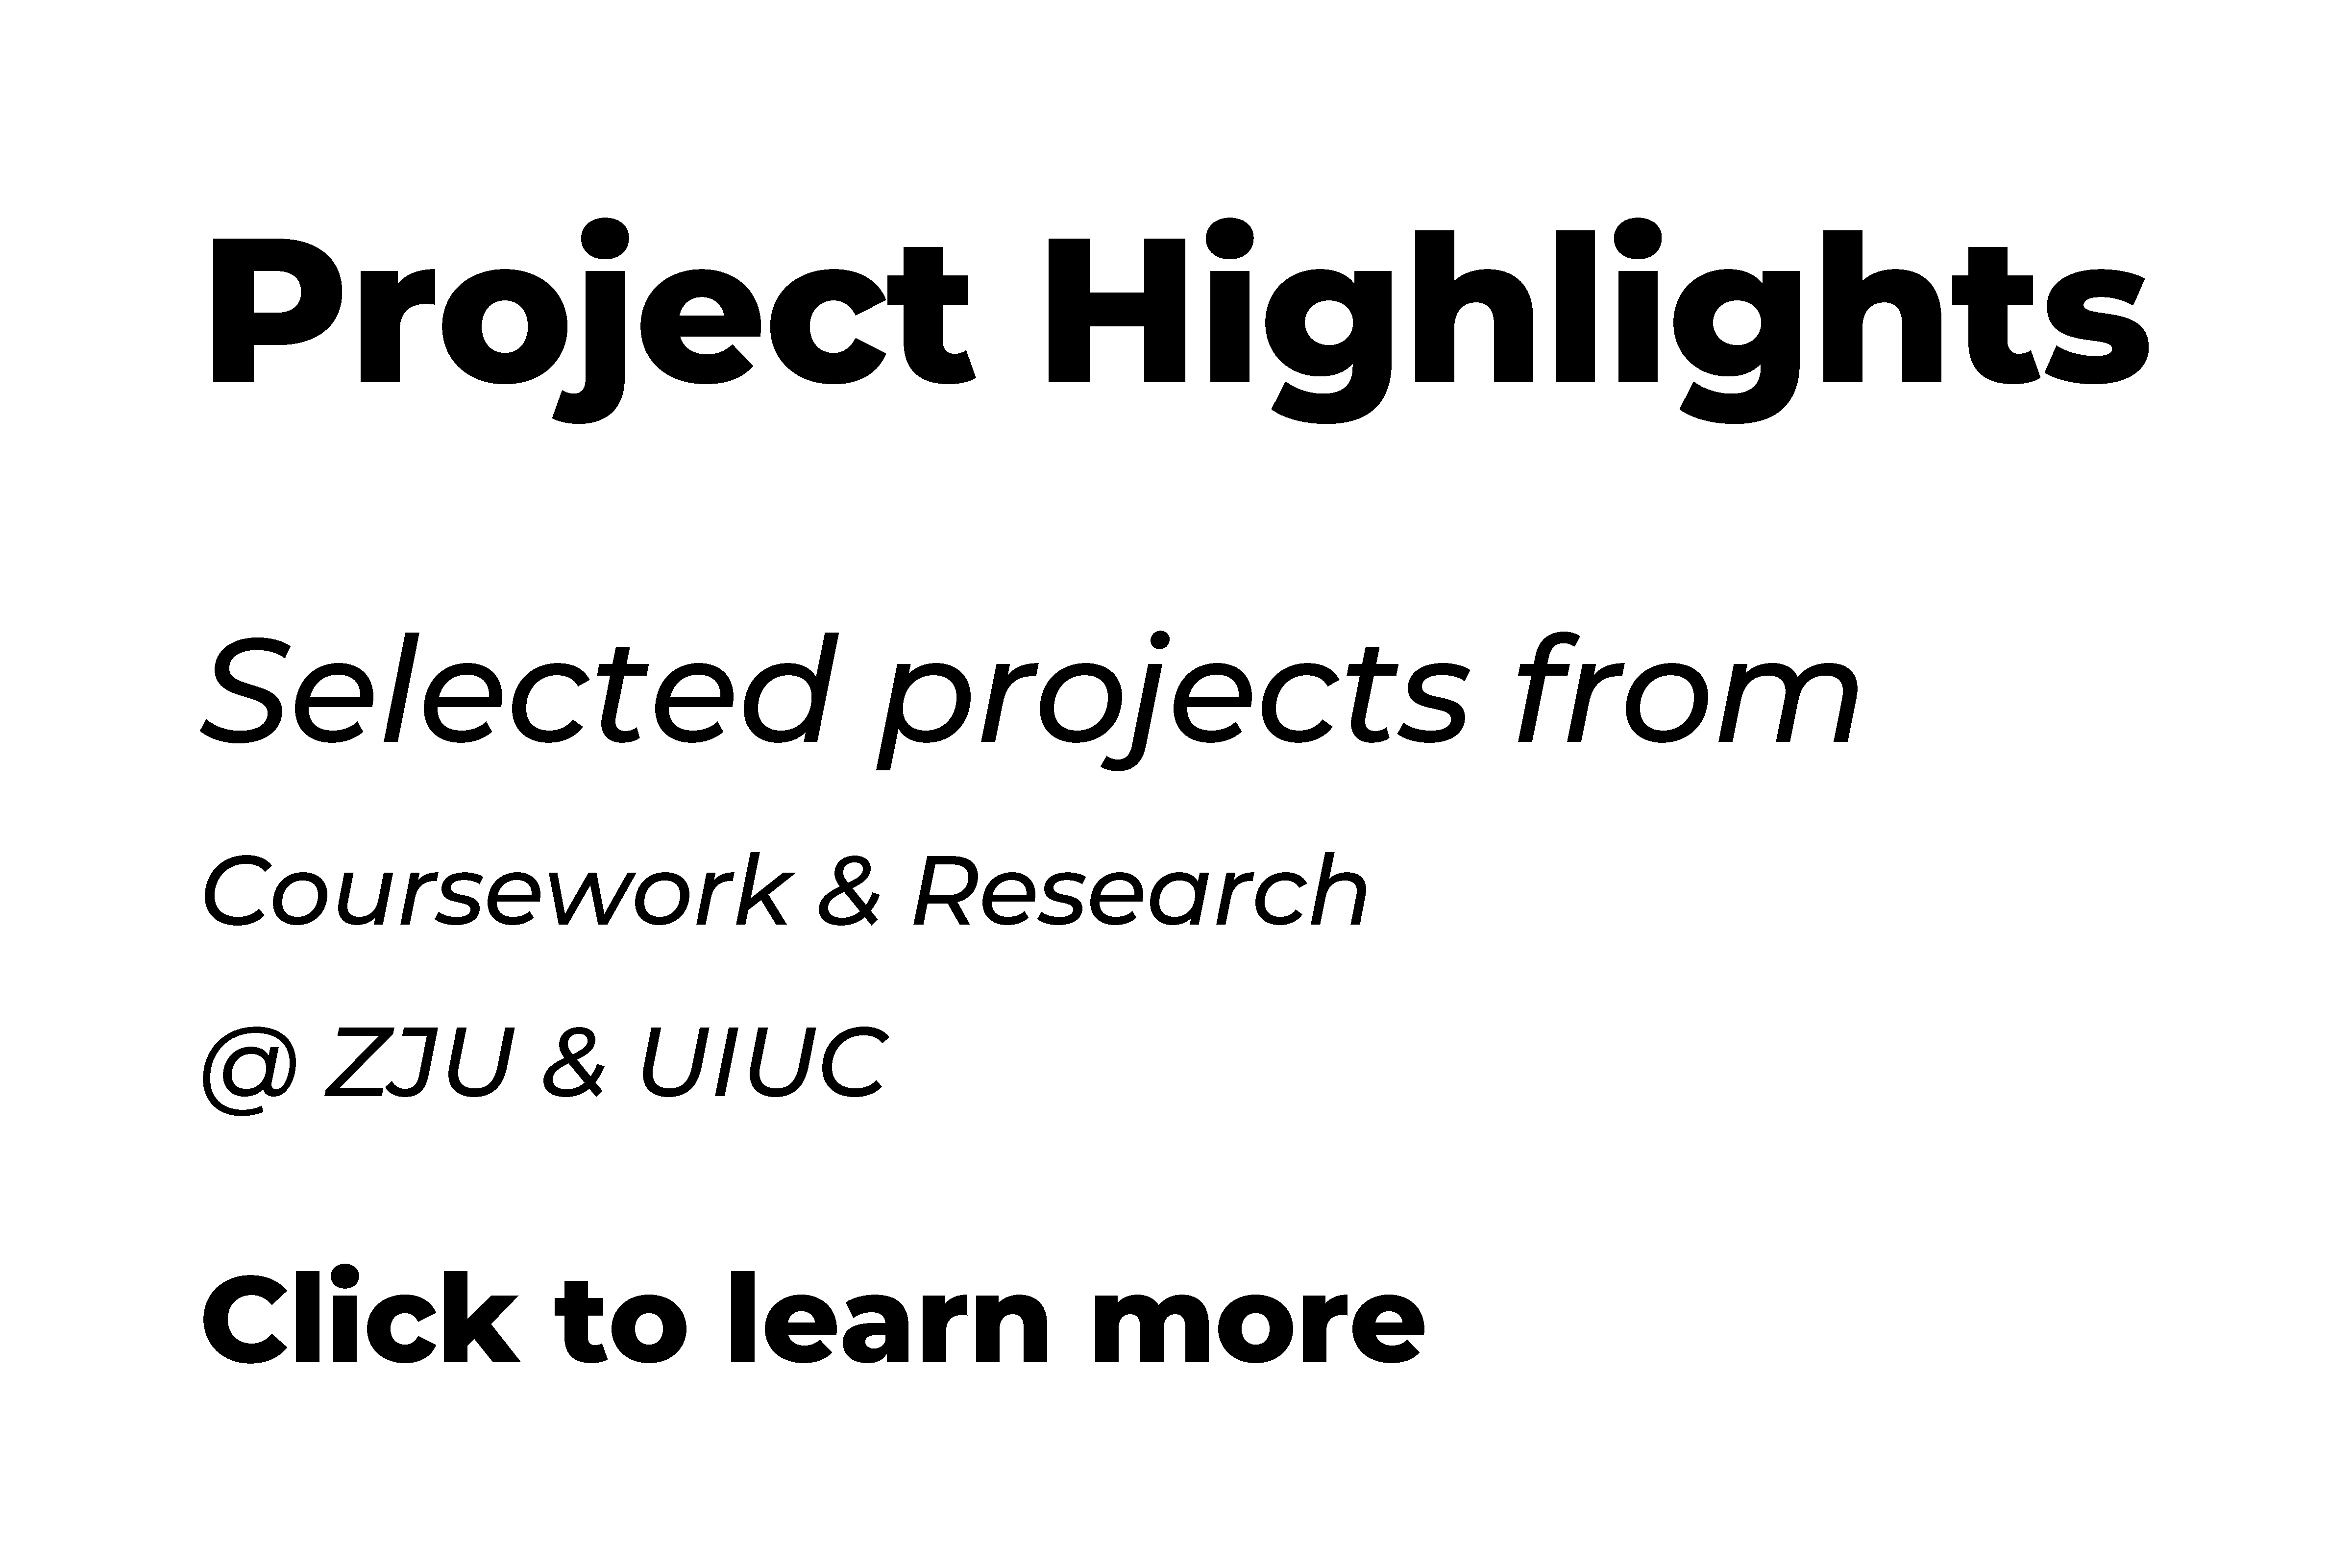 Project Highlights
Selected projects from
Coursework & Research
@ ZJU & UIUC
Click to learn more